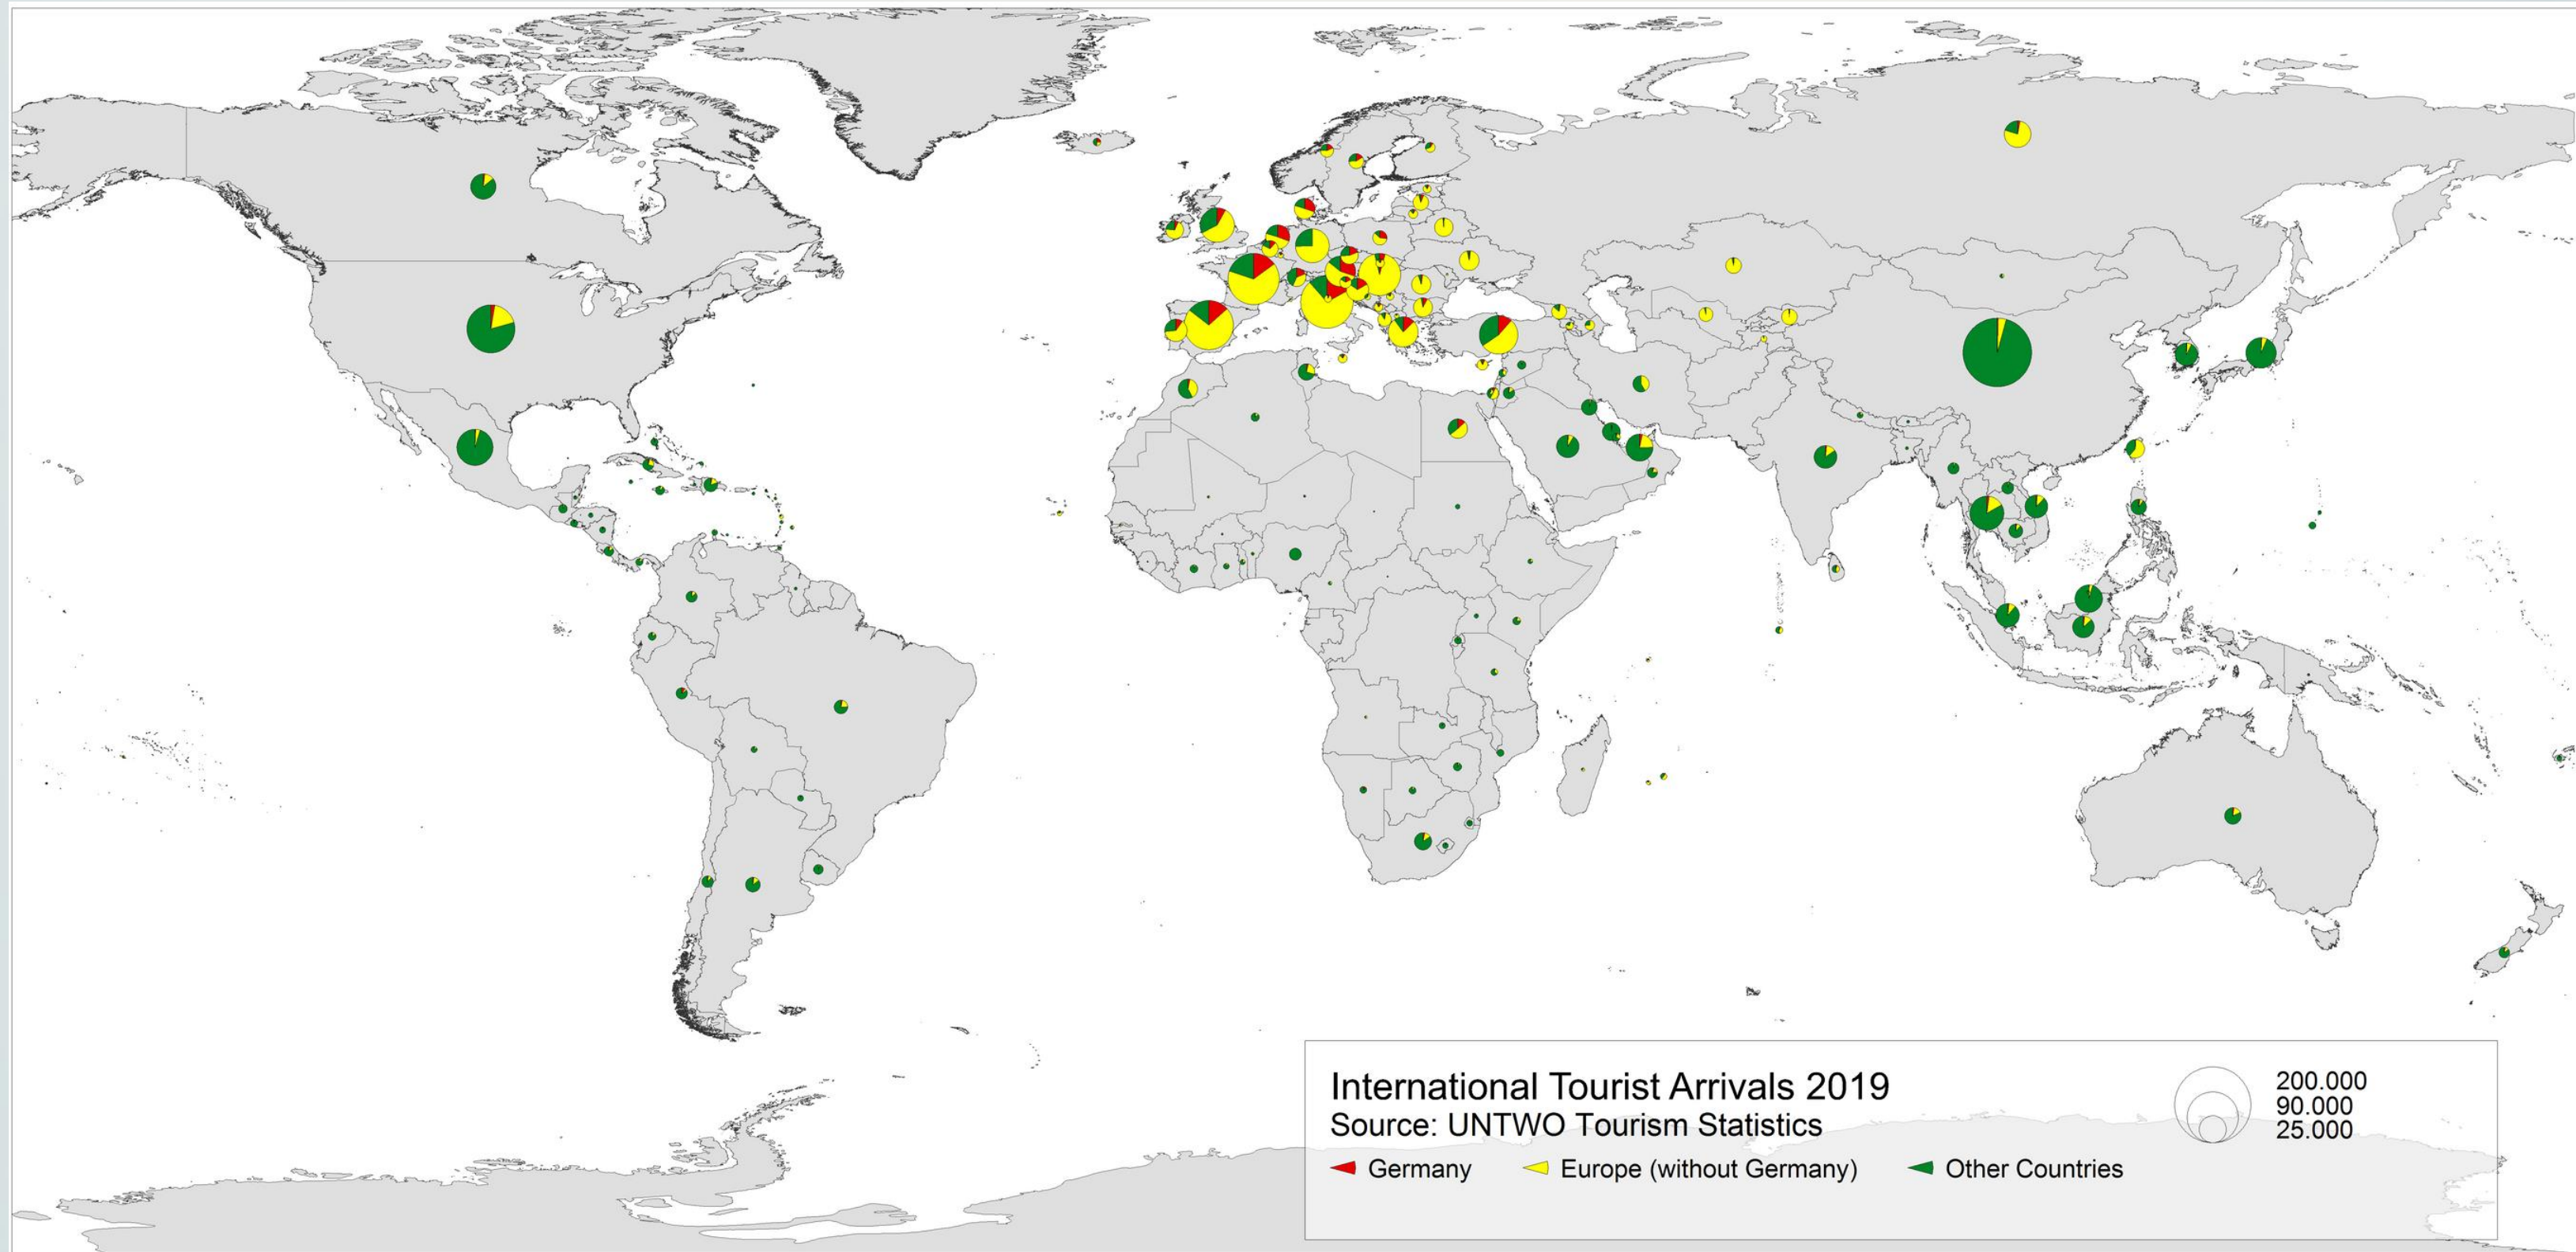 International Tourist Arrivals 2019
Source: UNTWO Tourism Statistics
Germany
Europe (without Germany)
Other Countries
200.000
90.000
25.000